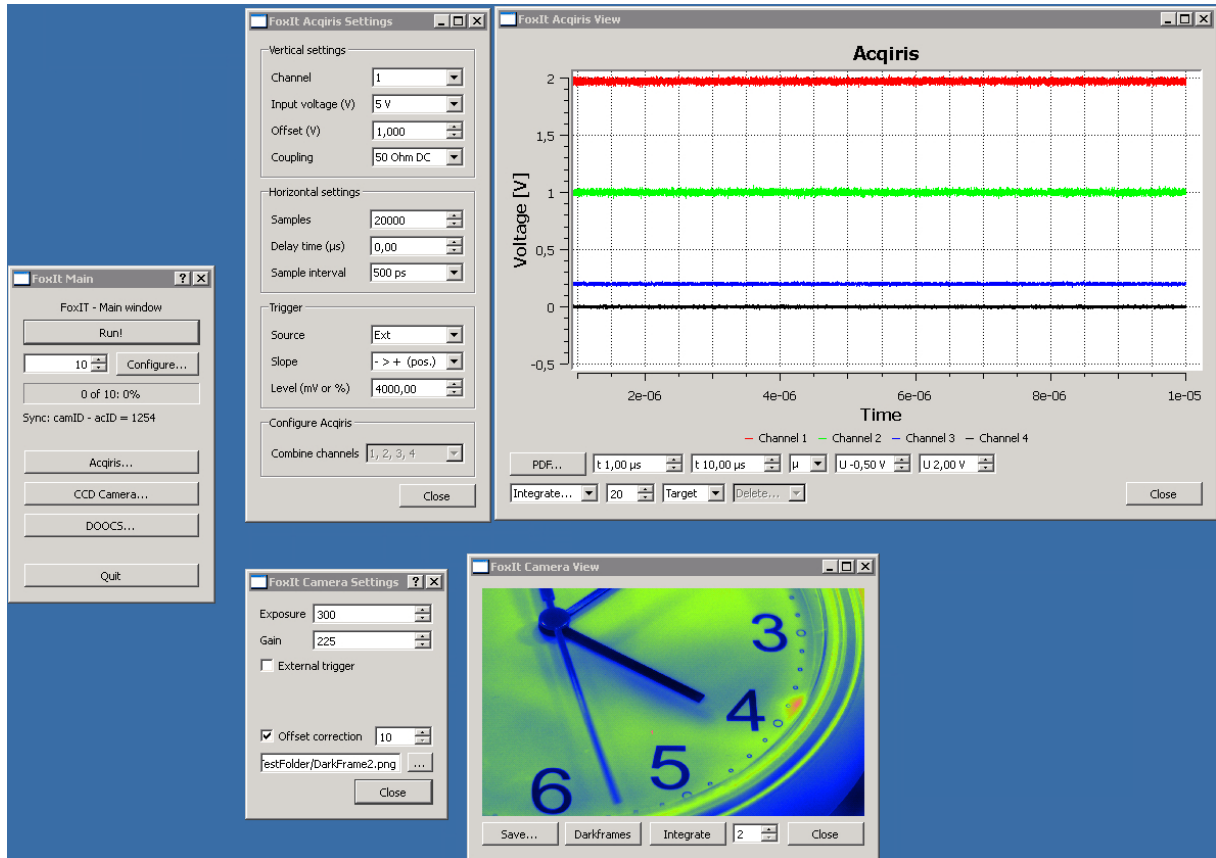 FoxIt Acqiris Settings
Vertical settings
Channel 1
Input voltage (V) 5 V
Offset (V) 1,000
Coupling 50 Ohm DC
Horizontal settings
Samples 20000
Delay time (µs) 0,00
Sample interval 500 ps
Trigger
Source Ext
Slope - > + (pos.)
Level (mV or %) 4000,00
Configure Acqiris
Combine channels 1, 2, 3, 4
Close
FoxIt Acqiris View
Acqiris
Voltage [V]
2
1,5
1
0,5
0
-0,5
2e-06 4e-06 6e-06 8e-06 1e-05
Time
Channel 1 Channel 2 Channel 3 Channel 4
PDF... t 1,00 µs t 10,00 µs µ U -0,50 V U 2,00 V
Integrate... 20 Target Delete... Close
FoxIt Main
FoxIT - Main window
Run!
10 Configure...
0 of 10: 0%
Sync: camID - acID = 1254
Acqiris...
CCD Camera...
DOOCS...
Quit
FoxIt Camera Settings
Exposure 300
Gain 225
External trigger
Offset correction 10
estFolder/DarkFrame2.png ...
Close
FoxIt Camera View
3
4
5
6
Save... Darkframes Integrate 2 Close